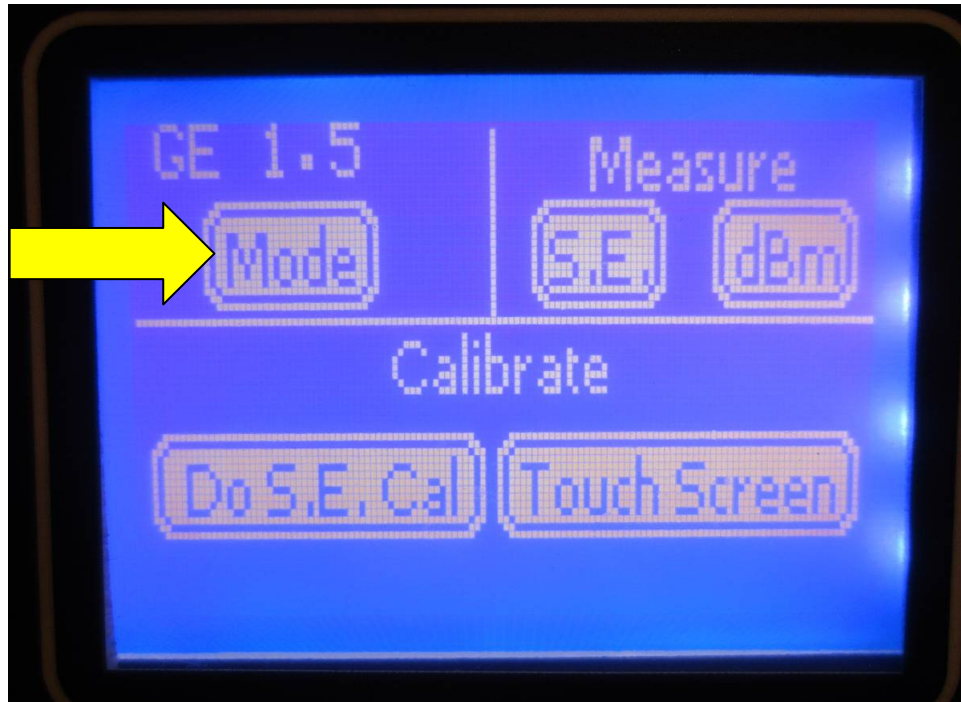 GE 1.5
Measure
Mode
S.E.
dBm
Calibrate
Do S.E. Cal
Touch Screen